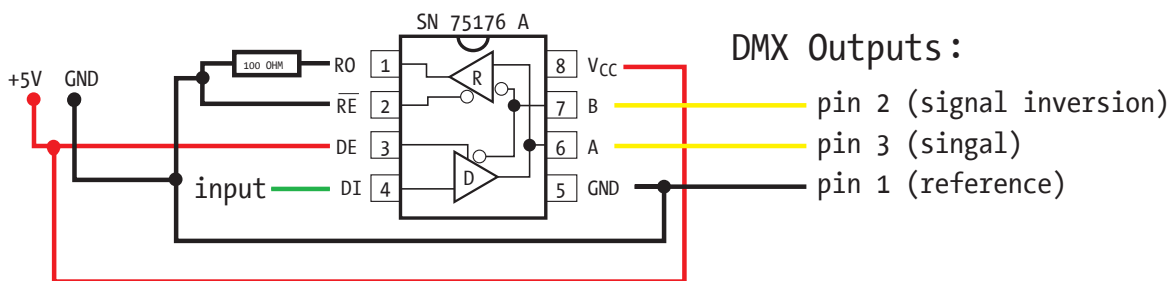 SN 75176 A
DMX Outputs:
+5V
GND
100 OHM
RO
1
8
VCC
RE
2
7
B
pin 2 (signal inversion)
DE
3
6
A
pin 3 (singal)
input
DI
4
5
GND
pin 1 (reference)
R
D